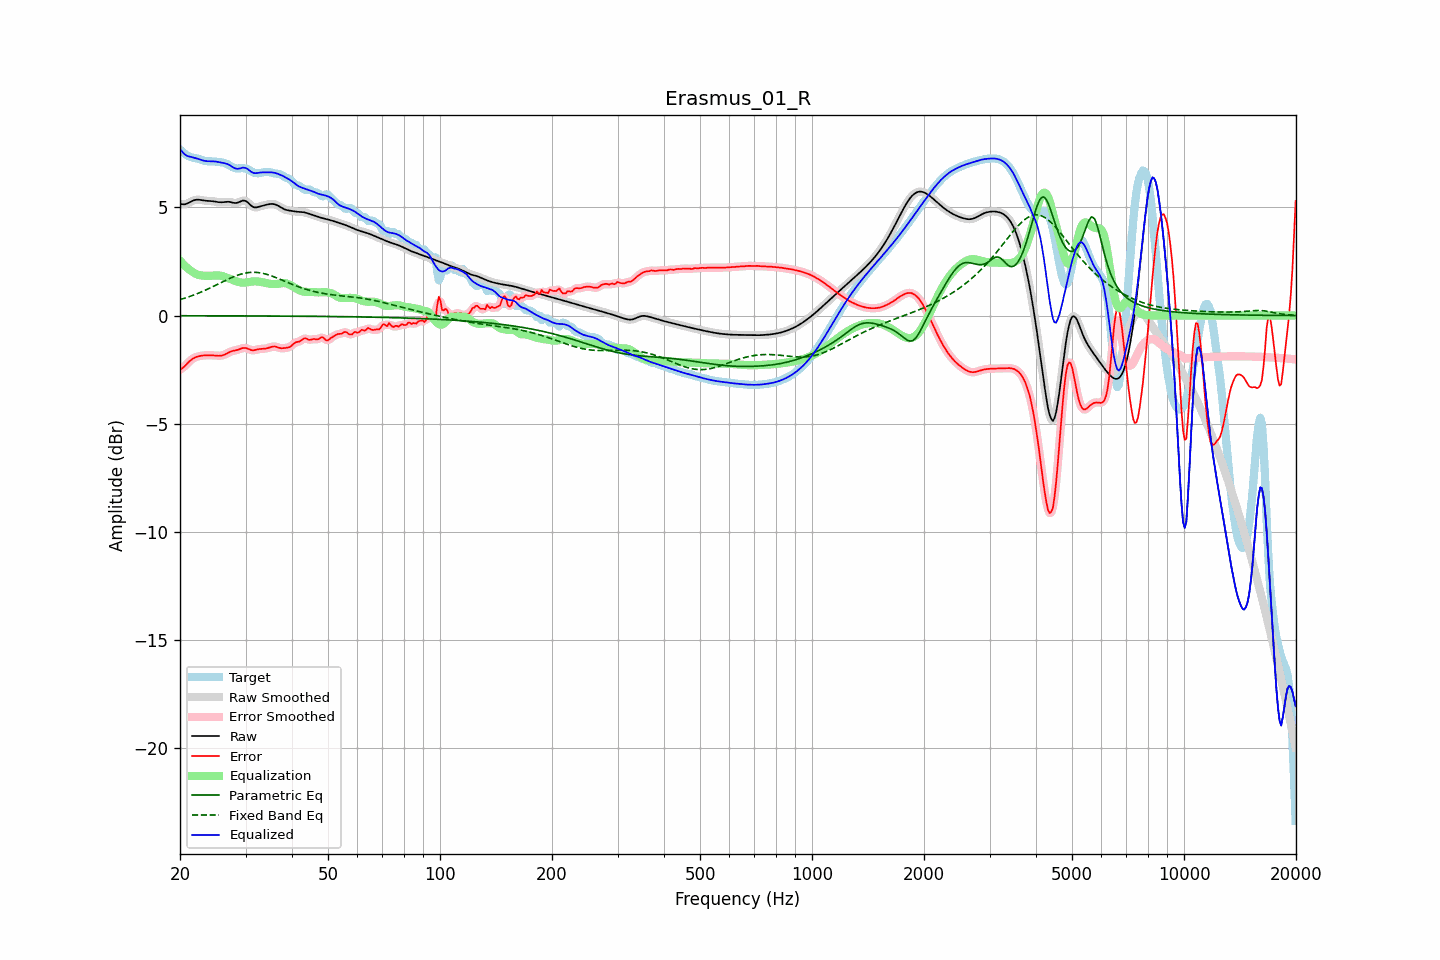 Erasmus_01_R
Amplitude (dBr)
5
0
−5
−10
−15
−20
Target
Raw Smoothed
Error Smoothed
Raw
Error
Equalization
Parametric Eq
Fixed Band Eq
Equalized
20 50 100 200 500 1000 2000 5000 10000 20000
Frequency (Hz)